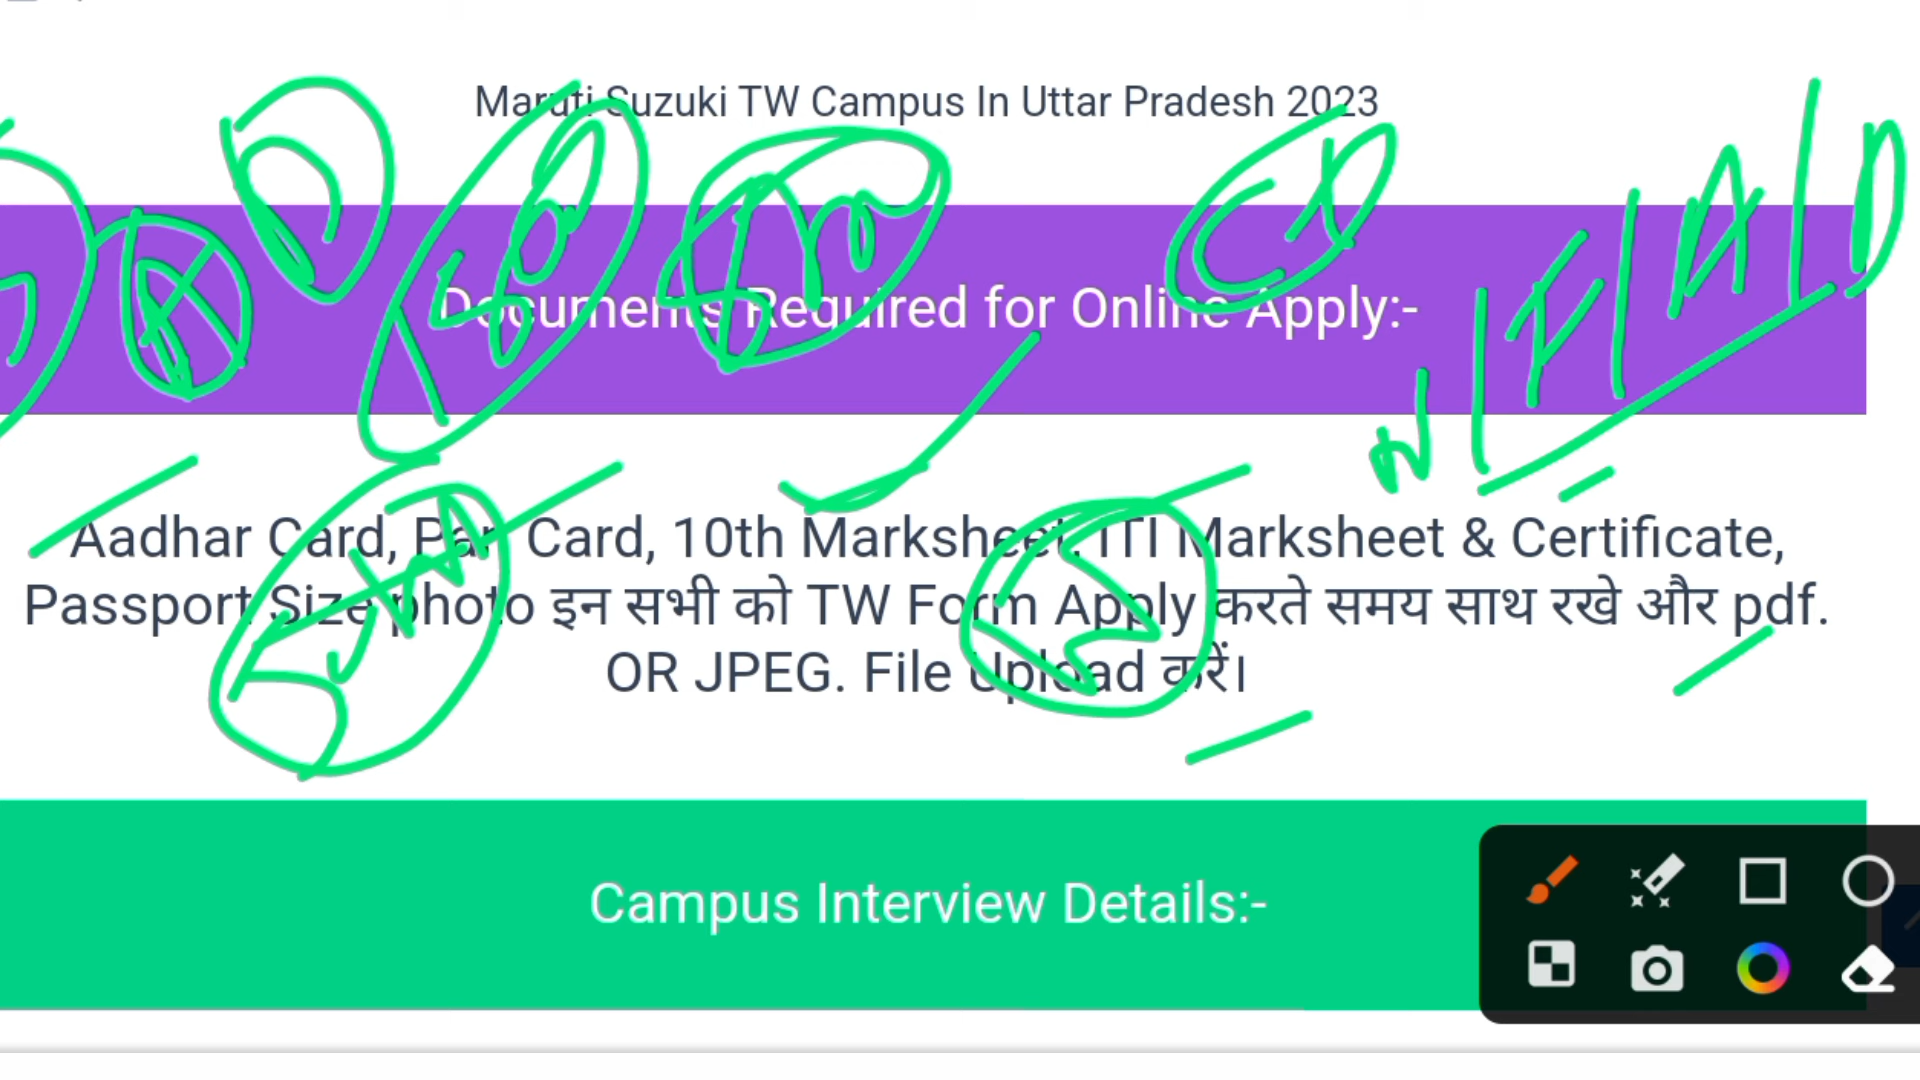 Maruti Suzuki TW Campus In Uttar Pradesh 2023
Documents Required for Online Apply:-
Aadhar Card, Pan Card, 10th Marksheet, ITI Marksheet & Certificate,
Passport Size photo इन सभी को TW Form Apply करते समय साथ रखे और pdf.
OR JPEG. File Upload करें।
Campus Interview Details:-